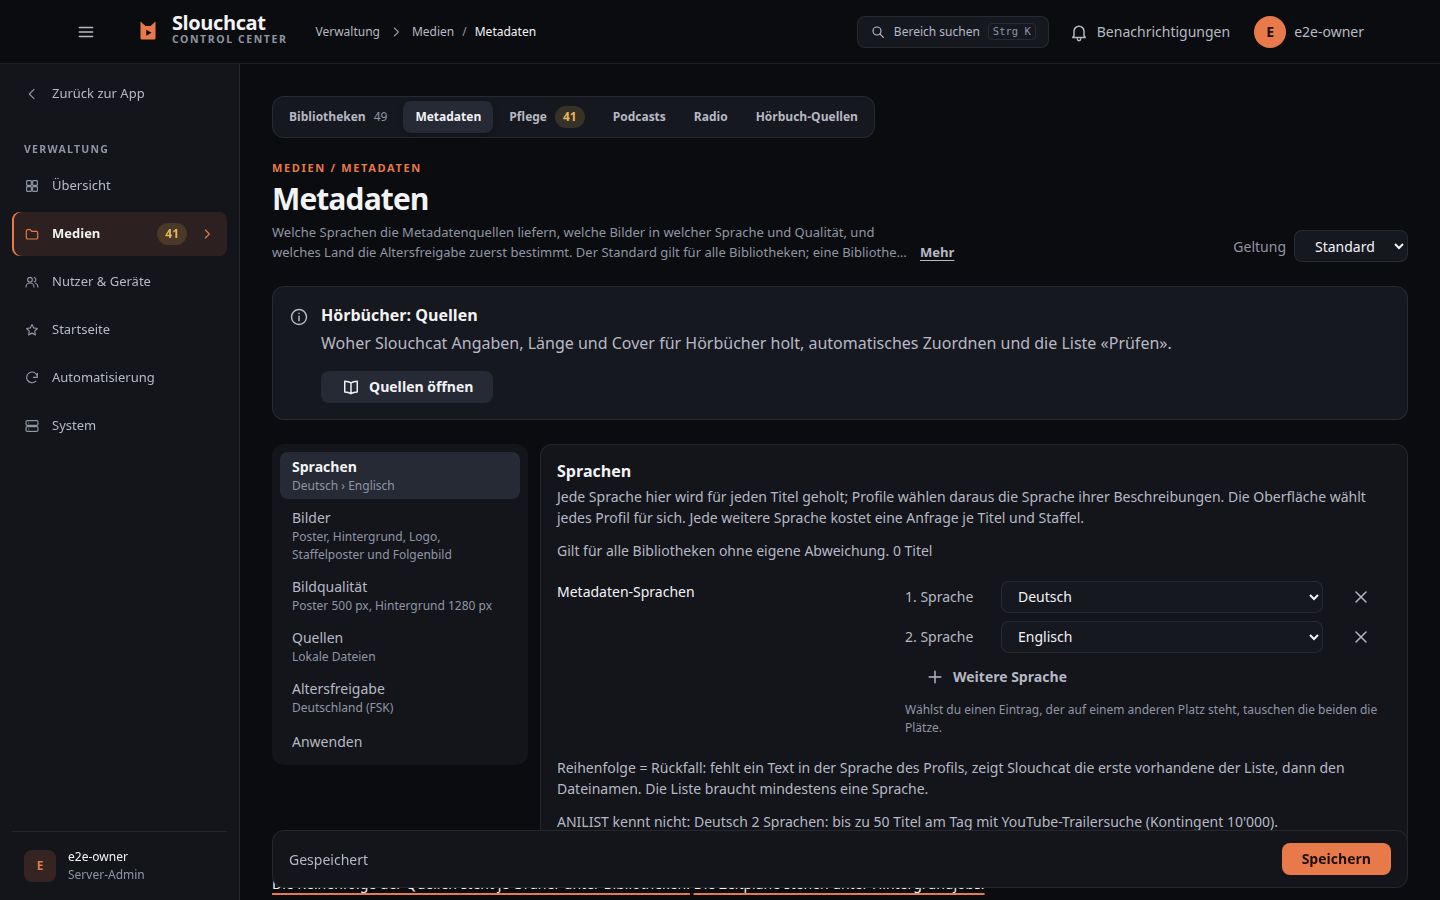 Slouchcat
CONTROL CENTER
Verwaltung > Medien / Metadaten
Bereich suchen Strg K
Benachrichtigungen
E e2e-owner
Zurück zur App
VERWALTUNG
Übersicht
Medien 41
Nutzer & Geräte
Startseite
Automatisierung
System
E e2e-owner
Server-Admin
Bibliotheken 49 Metadaten Pflege 41 Podcasts Radio Hörbuch-Quellen
MEDIEN / METADATEN
Metadaten
Welche Sprachen die Metadatenquellen liefern, welche Bilder in welcher Sprache und Qualität, und
welches Land die Altersfreigabe zuerst bestimmt. Der Standard gilt für alle Bibliotheken; eine Bibliothe... Mehr
Geltung Standard
Hörbücher: Quellen
Woher Slouchcat Angaben, Länge und Cover für Hörbücher holt, automatisches Zuordnen und die Liste «Prüfen».
Quellen öffnen
Sprachen
Deutsch › Englisch
Bilder
Poster, Hintergrund, Logo,
Staffelposter und Folgenbild
Bildqualität
Poster 500 px, Hintergrund 1280 px
Quellen
Lokale Dateien
Altersfreigabe
Deutschland (FSK)
Anwenden
Sprachen
Jede Sprache hier wird für jeden Titel geholt; Profile wählen daraus die Sprache ihrer Beschreibungen. Die Oberfläche wählt
jedes Profil für sich. Jede weitere Sprache kostet eine Anfrage je Titel und Staffel.
Gilt für alle Bibliotheken ohne eigene Abweichung. 0 Titel
Metadaten-Sprachen
1. Sprache Deutsch
2. Sprache Englisch
Weitere Sprache
Wählst du einen Eintrag, der auf einem anderen Platz steht, tauschen die beiden die
Plätze.
Reihenfolge = Rückfall: fehlt ein Text in der Sprache des Profils, zeigt Slouchcat die erste vorhandene der Liste, dann den
Dateinamen. Die Liste braucht mindestens eine Sprache.
ANILIST kennt nicht: Deutsch 2 Sprachen: bis zu 50 Titel am Tag mit YouTube-Trailersuche (Kontingent 10'000).
Gespeichert
Speichern